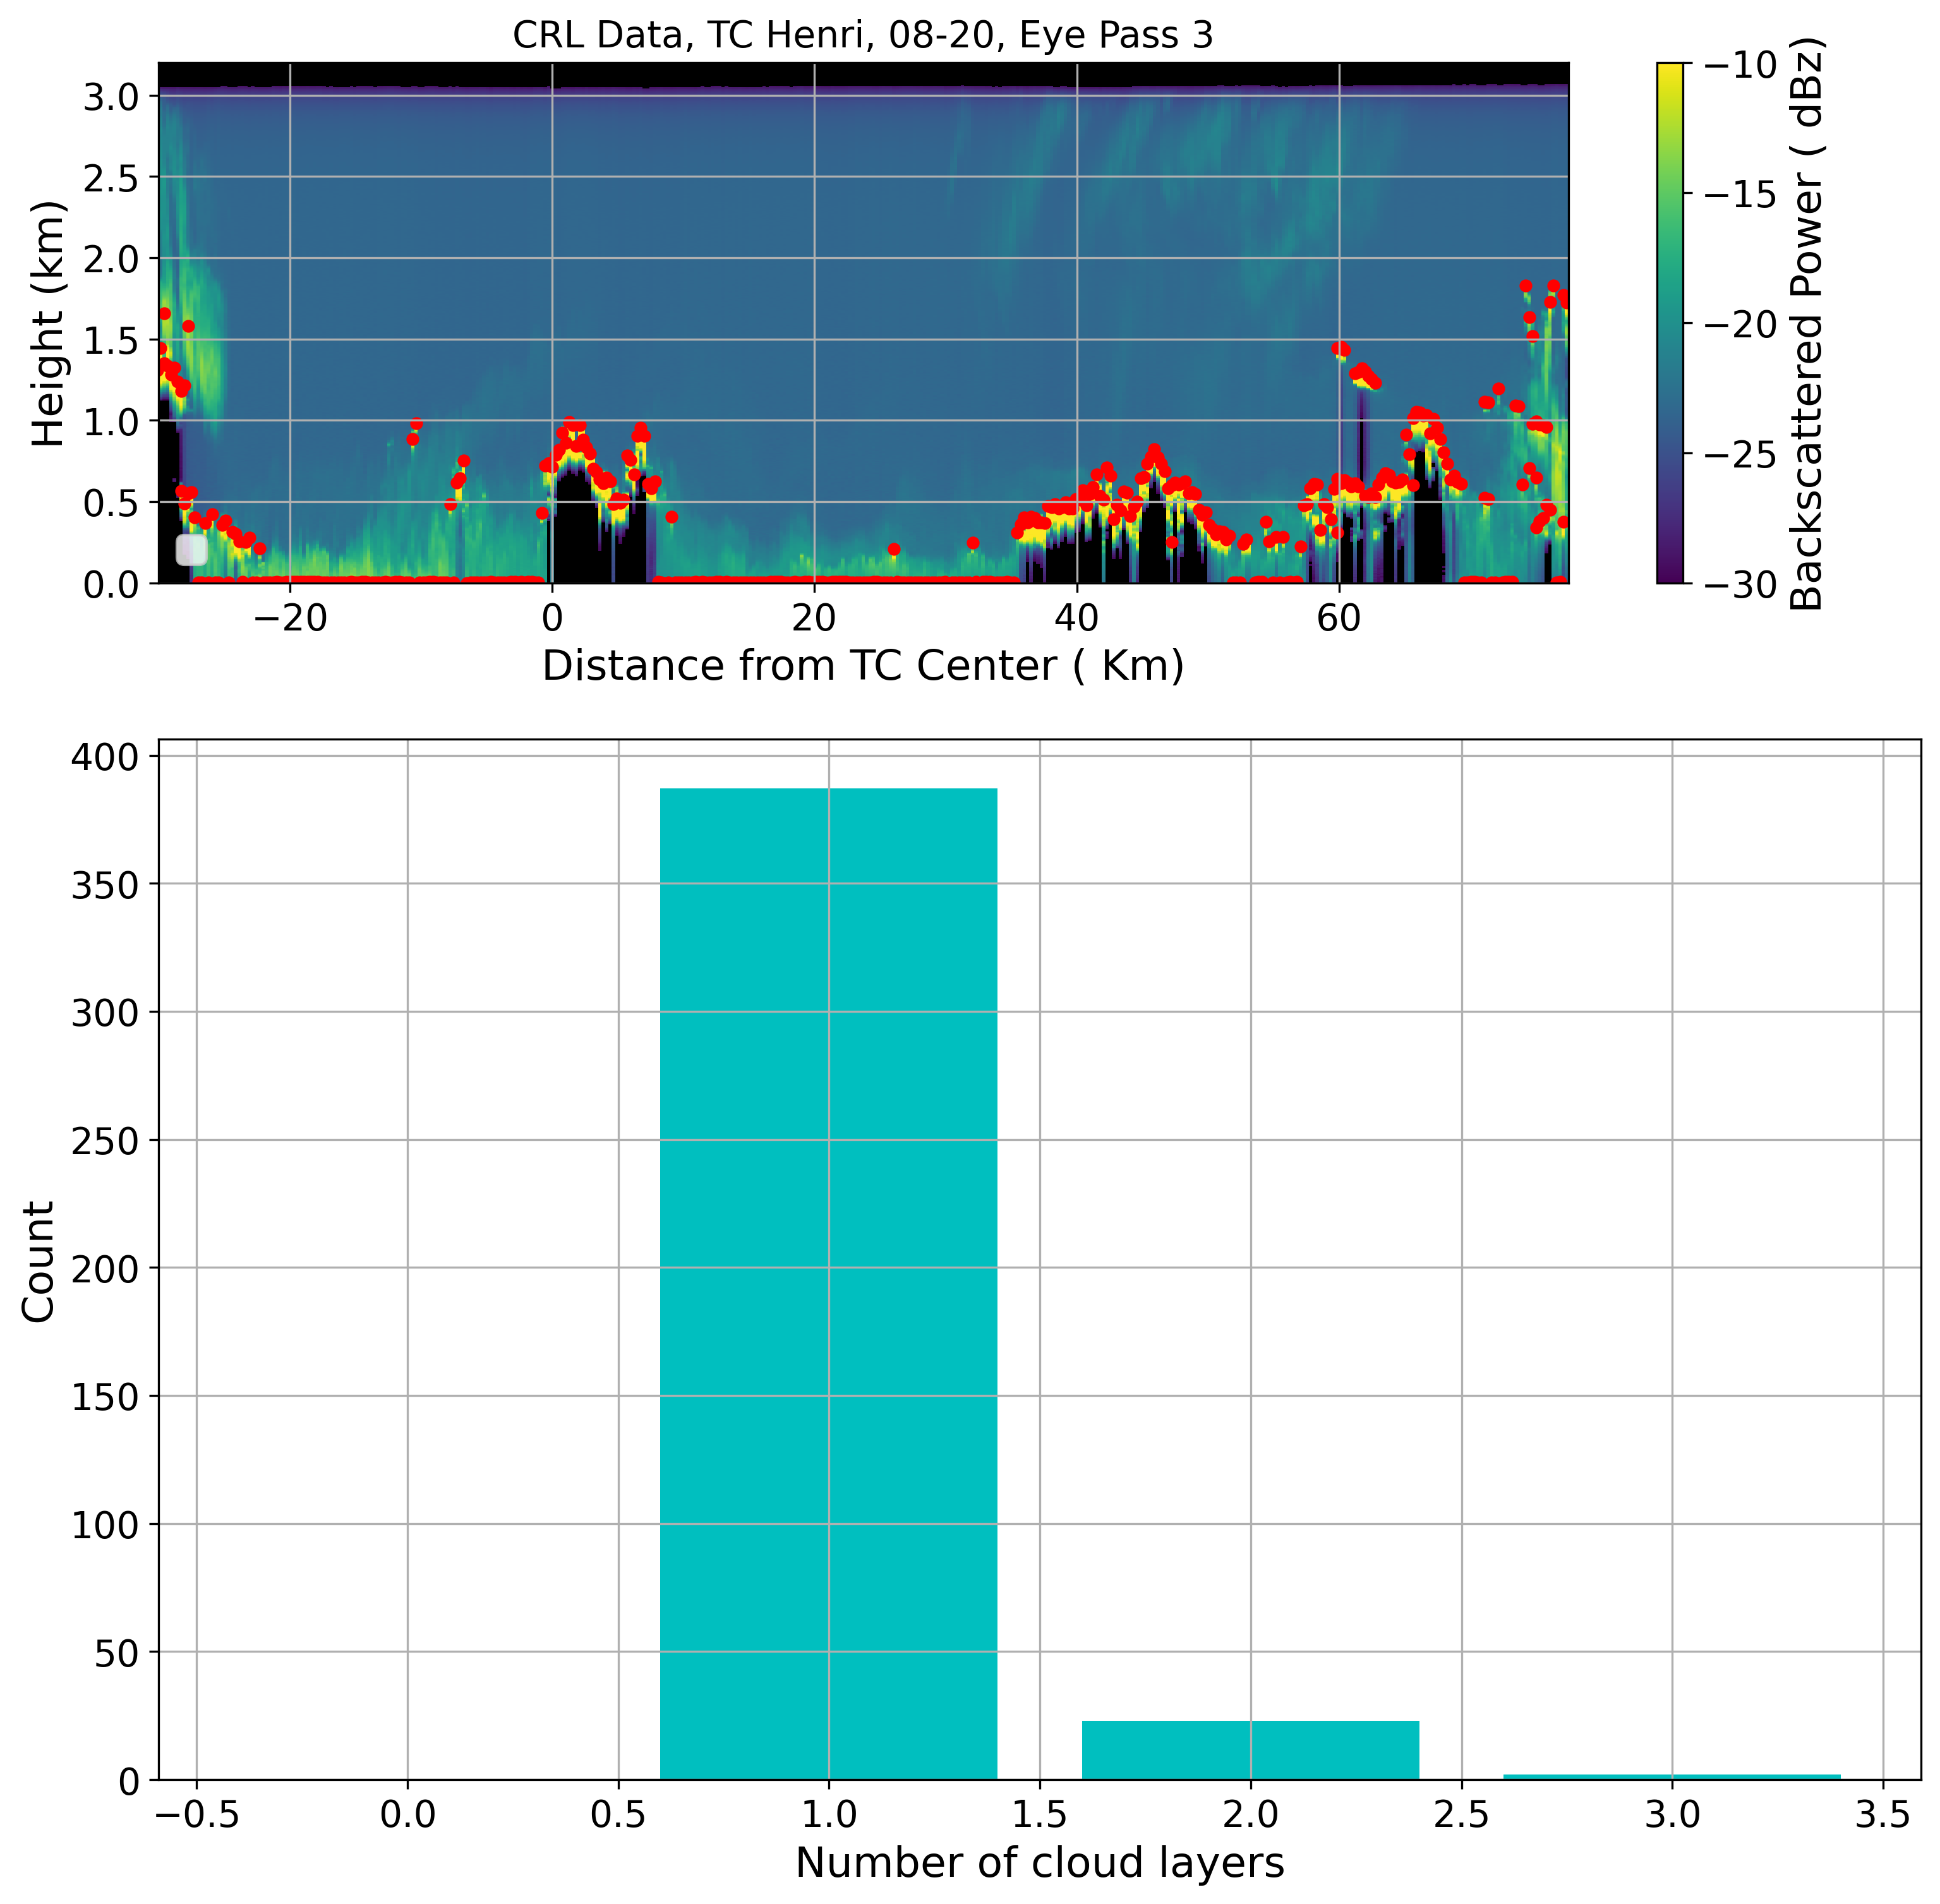 CRL Data, TC Henri, 08-20, Eye Pass 3
Height (km)
3.0
2.5
2.0
1.5
1.0
0.5
0.0
−20 0 20 40 60
Distance from TC Center ( Km)
−10
−15
−20
−25
−30
Backscattered Power ( dBz)
Count
400
350
300
250
200
150
100
50
0
−0.5 0.0 0.5 1.0 1.5 2.0 2.5 3.0 3.5
Number of cloud layers